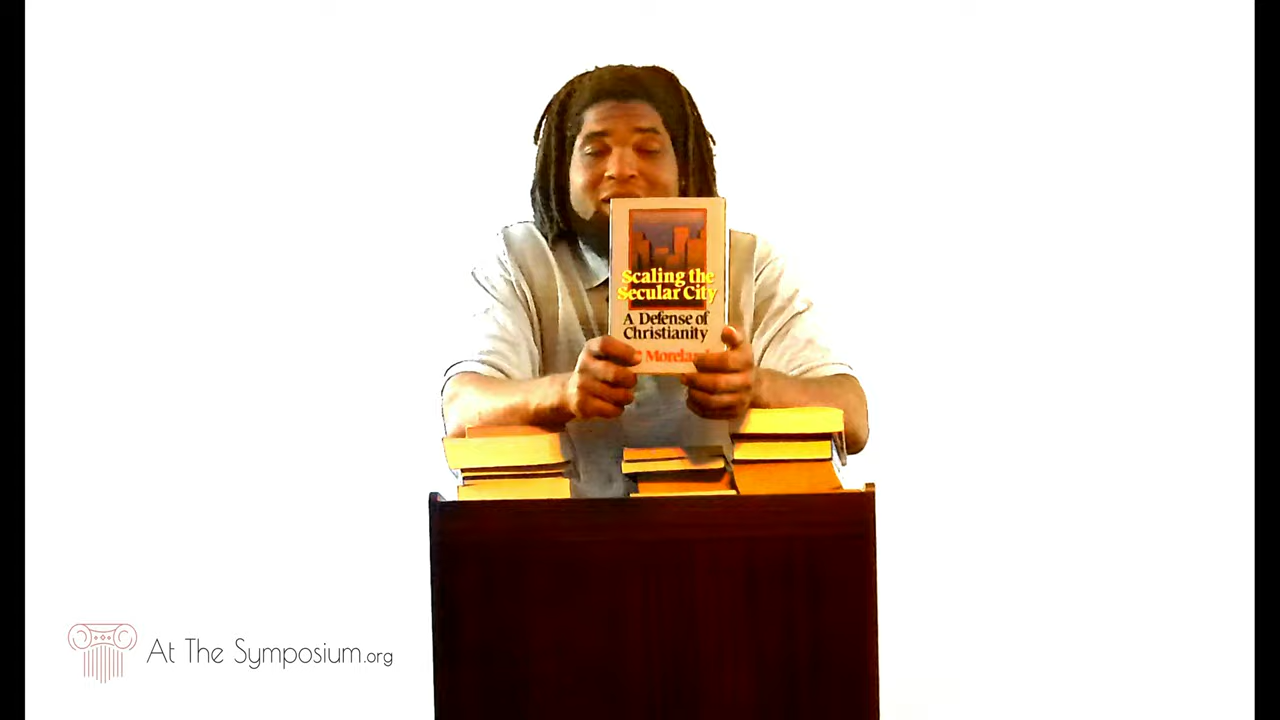 Scaling the
Secular City
A Defense of
Christianity
At The Symposium.org